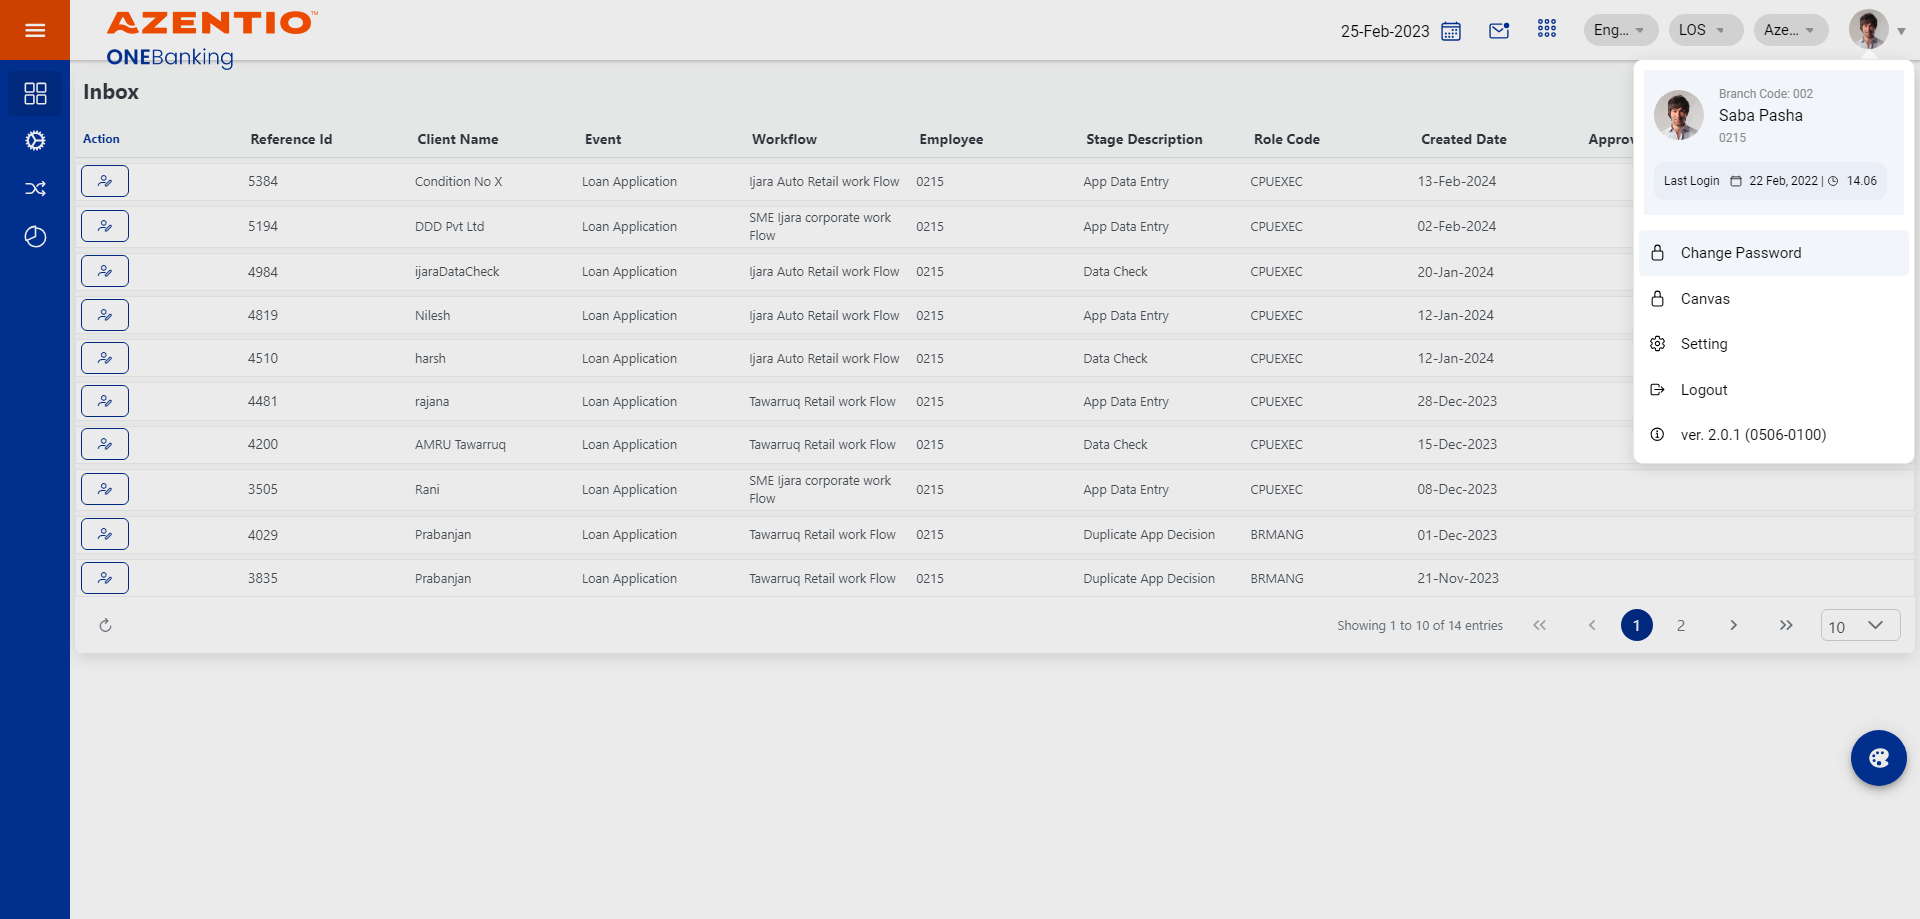 AZENTIO™
ONEBanking
25-Feb-2023
Eng...
LOS
Aze...
Inbox
Action Reference Id Client Name Event Workflow Employee Stage Description Role Code Created Date Approv
5384 Condition No X Loan Application Ijara Auto Retail work Flow 0215 App Data Entry CPUEXEC 13-Feb-2024
5194 DDD Pvt Ltd Loan Application SME Ijara corporate work Flow 0215 App Data Entry CPUEXEC 02-Feb-2024
4984 ijaraDataCheck Loan Application Ijara Auto Retail work Flow 0215 Data Check CPUEXEC 20-Jan-2024
4819 Nilesh Loan Application Ijara Auto Retail work Flow 0215 App Data Entry CPUEXEC 12-Jan-2024
4510 harsh Loan Application Ijara Auto Retail work Flow 0215 Data Check CPUEXEC 12-Jan-2024
4481 rajana Loan Application Tawarruq Retail work Flow 0215 App Data Entry CPUEXEC 28-Dec-2023
4200 AMRU Tawarruq Loan Application Tawarruq Retail work Flow 0215 Data Check CPUEXEC 15-Dec-2023
3505 Rani Loan Application SME Ijara corporate work Flow 0215 App Data Entry CPUEXEC 08-Dec-2023
4029 Prabanjan Loan Application Tawarruq Retail work Flow 0215 Duplicate App Decision BRMANG 01-Dec-2023
3835 Prabanjan Loan Application Tawarruq Retail work Flow 0215 Duplicate App Decision BRMANG 21-Nov-2023
Showing 1 to 10 of 14 entries
1 2
10
Branch Code: 002
Saba Pasha
0215
Last Login 22 Feb, 2022 | 14.06
Change Password
Canvas
Setting
Logout
ver. 2.0.1 (0506-0100)